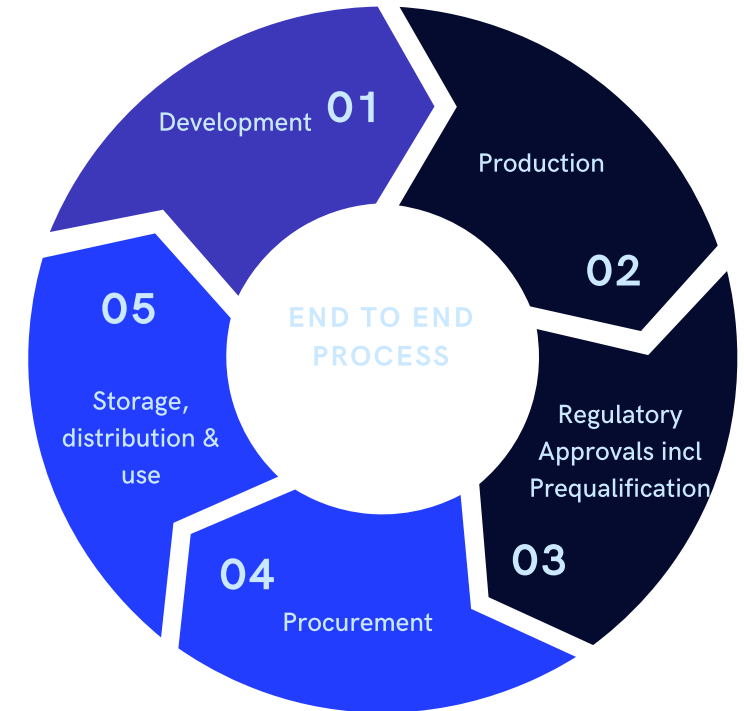 END TO END
PROCESS
Development 01
Production
02
Regulatory
Approvals incl
Prequalification
03
04
Procurement
05
Storage,
distribution &
use